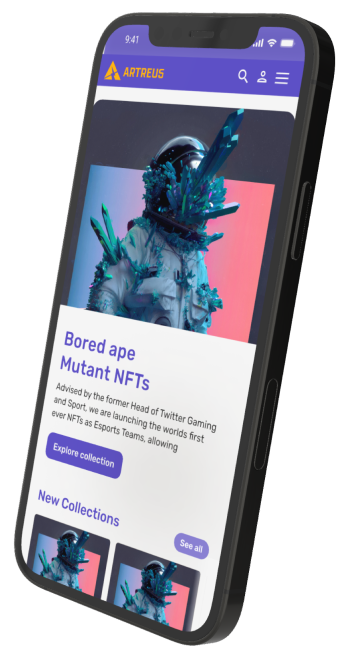 9:41
ARTREUS
Bored ape
Mutant NFTs
Advised by the former Head of Twitter Gaming
and Sport, we are launching the worlds first
ever NFTs as Esports Teams, allowing
Explore collection
New Collections
See all